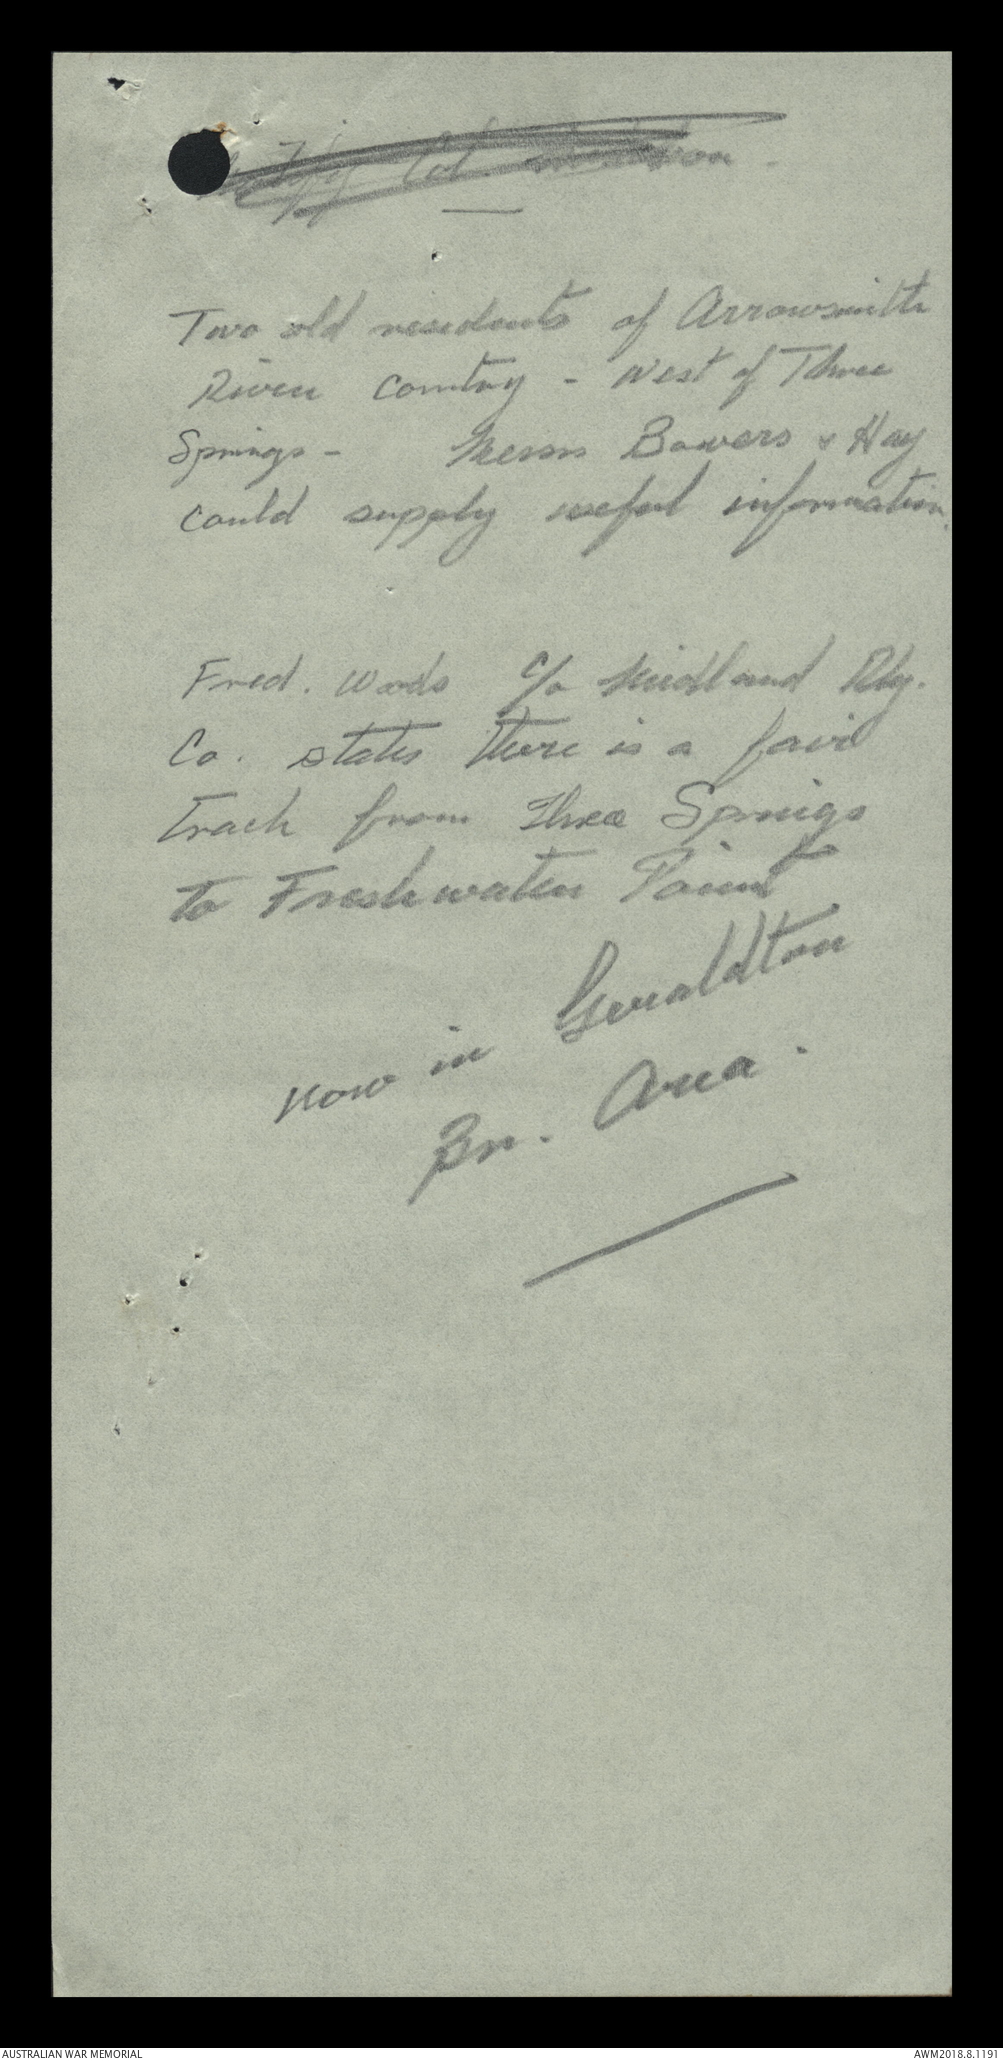 Two old residents of Arrowsmith
River Country - West of Three
Springs - Messrs Bowers & Hay
could supply useful information.
Fred. Woods c/o Midland Rly.
Co. states there is a fair
Track from Three Springs
to Freshwater Point
Now in Geraldton
Bn. Area.
AUSTRALIAN WAR MEMORIAL
AWM2018.8.1191